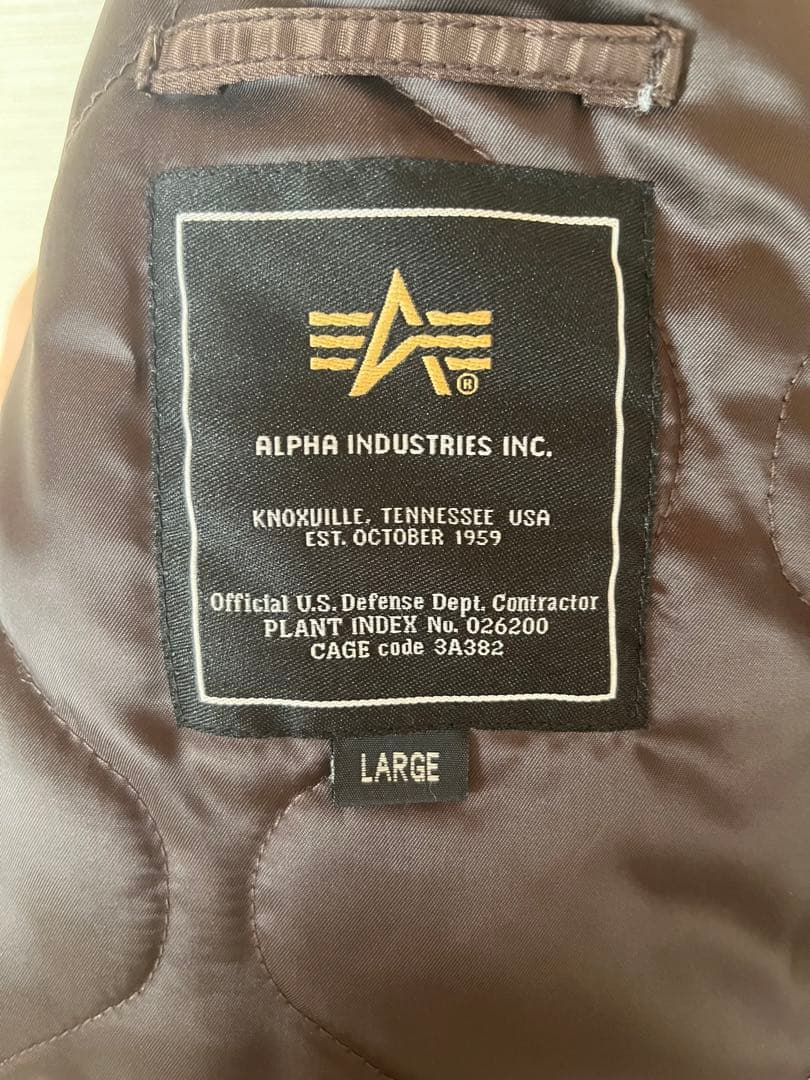 ®
ALPHA INDUSTRIES INC.
KNOXVILLE, TENNESSEE USA
EST. OCTOBER 1959
Official U.S. Defense Dept. Contractor
PLANT INDEX No. 026200
CAGE code 3A382
LARGE